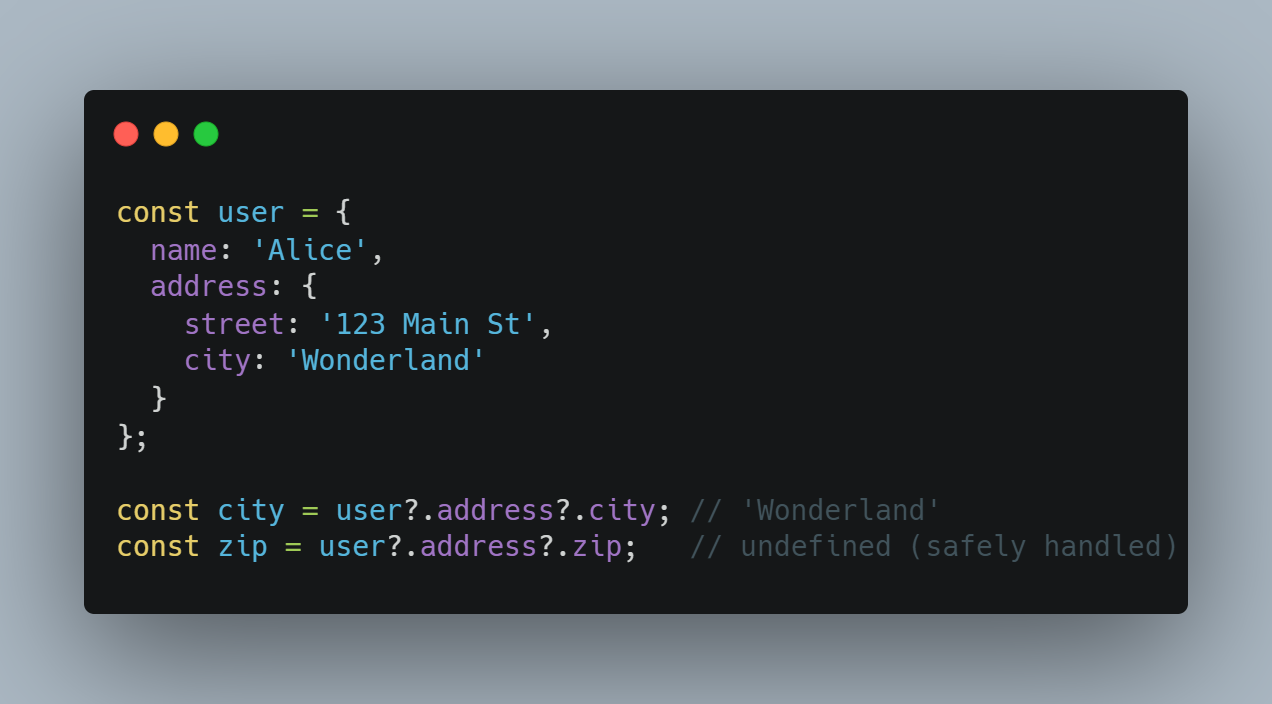 const user = {
  name: 'Alice',
  address: {
    street: '123 Main St',
    city: 'Wonderland'
  }
};

const city = user?.address?.city; // 'Wonderland'
const zip = user?.address?.zip;   // undefined (safely handled)